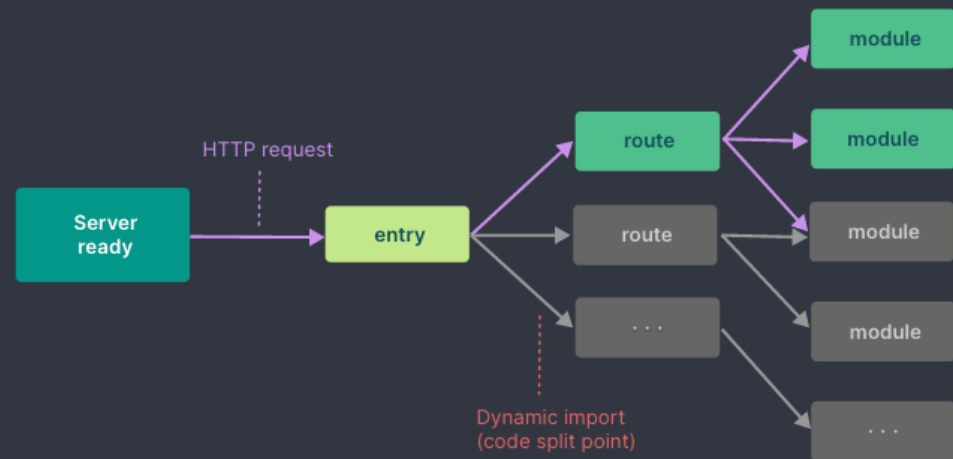 module
HTTP request
route
module
Server
ready
entry
route
module
. . .
module
Dynamic import
(code split point)
. . .